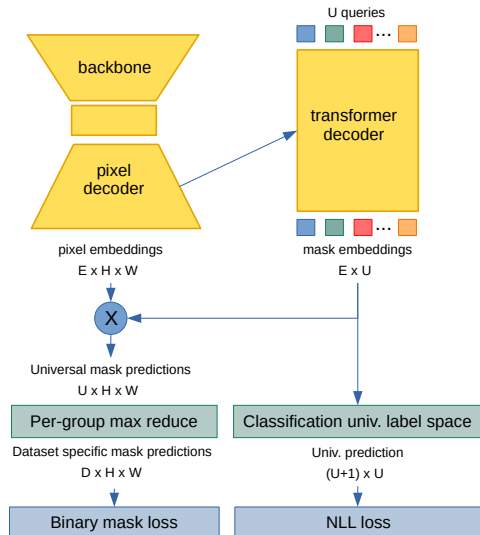 U queries
...
backbone
transformer
decoder
pixel
decoder
...
pixel embeddings
E x H x W
mask embeddings
E x U
X
Universal mask predictions
U x H x W
Per-group max reduce
Classification univ. label space
Dataset specific mask predictions
D x H x W
Univ. prediction
(U+1) x U
Binary mask loss
NLL loss